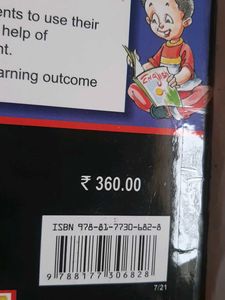 ents to use their
help of
nt.
arning outcome
English
₹ 360.00
ISBN 978-81-7730-682-8
9 788177 306828
7/21